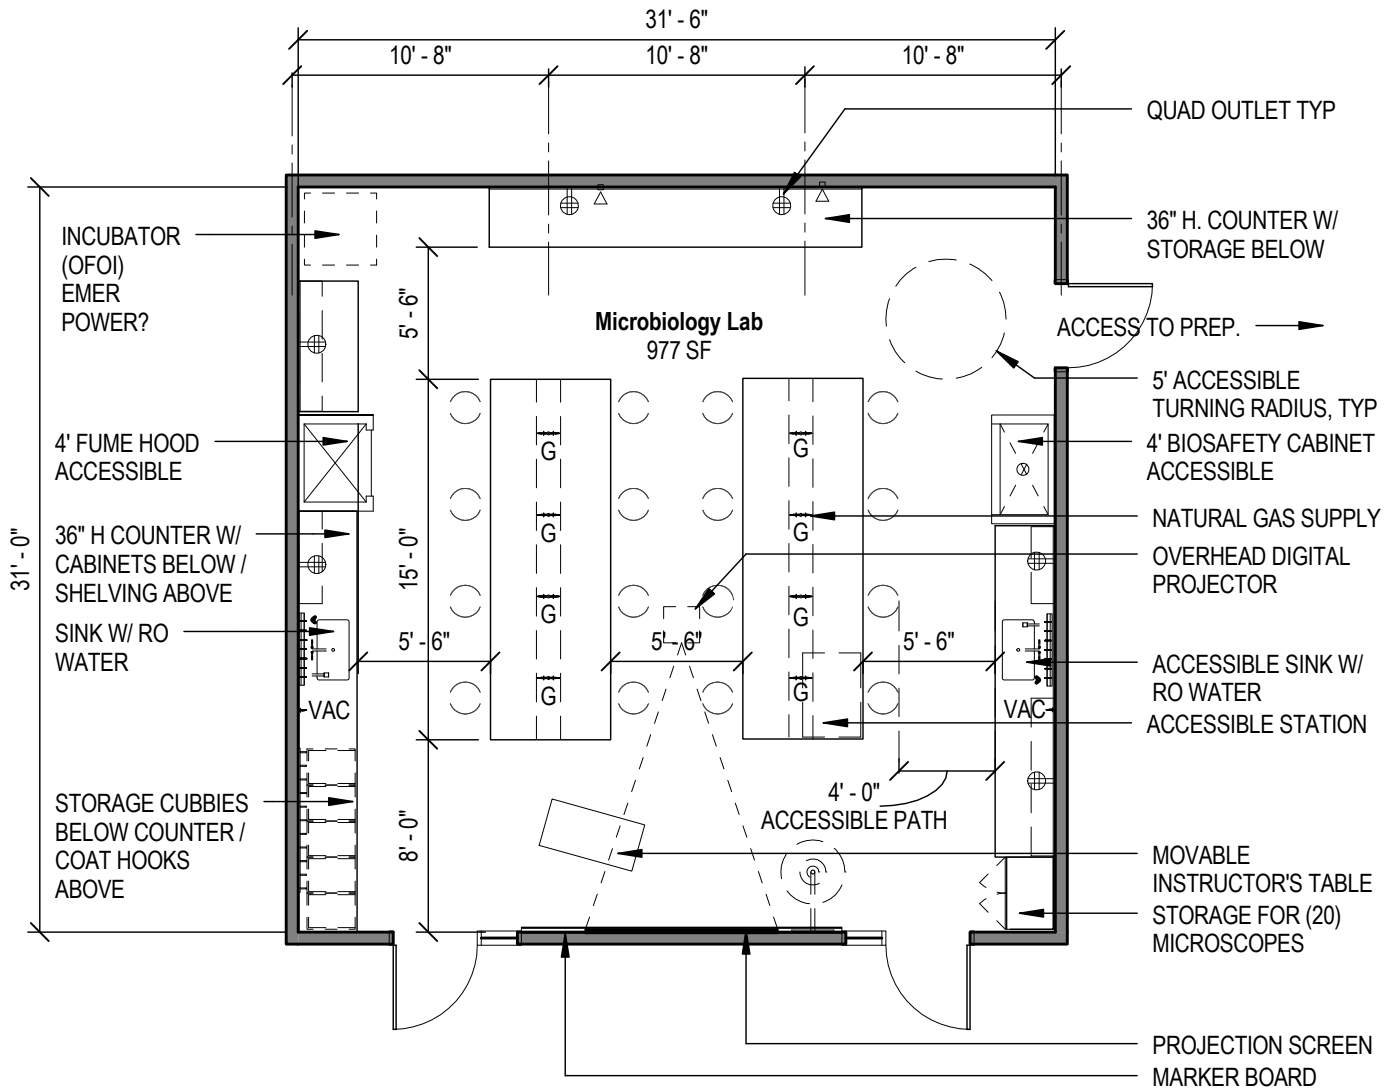 31' - 6"
10' - 8"
10' - 8"
10' - 8"
QUAD OUTLET TYP
36" H. COUNTER W/
STORAGE BELOW
INCUBATOR
(OFOI)
EMER
POWER?
5' - 6"
Microbiology Lab
977 SF
ACCESS TO PREP.
5' ACCESSIBLE
TURNING RADIUS, TYP
4' FUME HOOD
ACCESSIBLE
4' BIOSAFETY CABINET
ACCESSIBLE
G
G
NATURAL GAS SUPPLY
G
G
36" H COUNTER W/
CABINETS BELOW /
SHELVING ABOVE
OVERHEAD DIGITAL
PROJECTOR
31' - 0"
15' - 0"
G
G
SINK W/ RO
WATER
5' - 6"
5' - 6"
5' - 6"
ACCESSIBLE SINK W/
RO WATER
G
G
VAC
VAC
ACCESSIBLE STATION
4' - 0"
ACCESSIBLE PATH
STORAGE CUBBIES
BELOW COUNTER /
COAT HOOKS
ABOVE
8' - 0"
MOVABLE
INSTRUCTOR'S TABLE
STORAGE FOR (20)
MICROSCOPES
PROJECTION SCREEN
MARKER BOARD